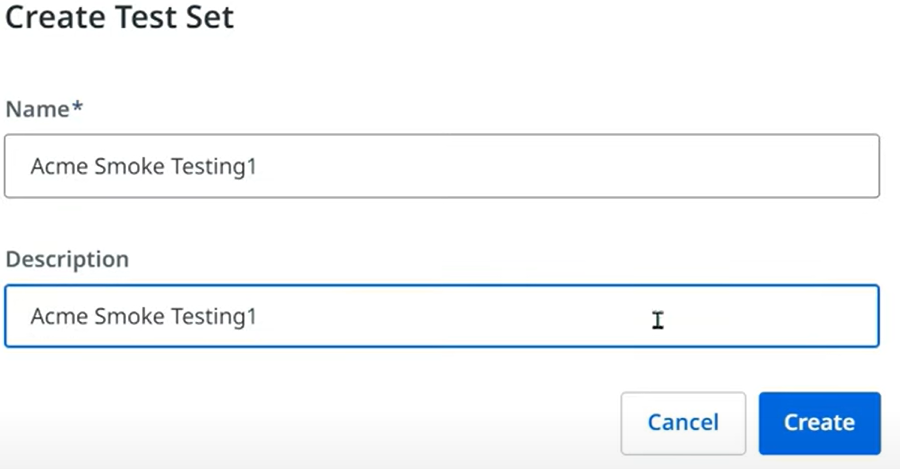 Create Test Set
Name*
Acme Smoke Testing1
Description
Acme Smoke Testing1
Cancel
Create